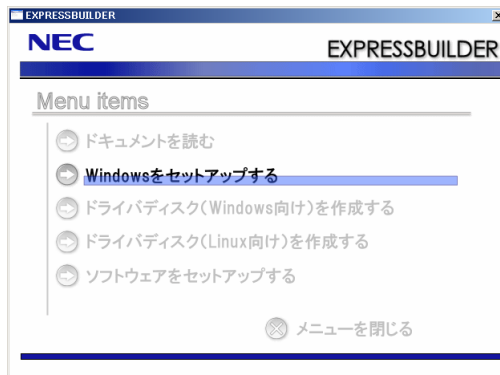 EXPRESSBUILDER
NEC
EXPRESSBUILDER
Menu items
ドキュメントを読む
Windowsをセットアップする
ドライバディスク(Windows向け)を作成する
ドライバディスク(Linux向け)を作成する
ソフトウェアをセットアップする
メニューを閉じる